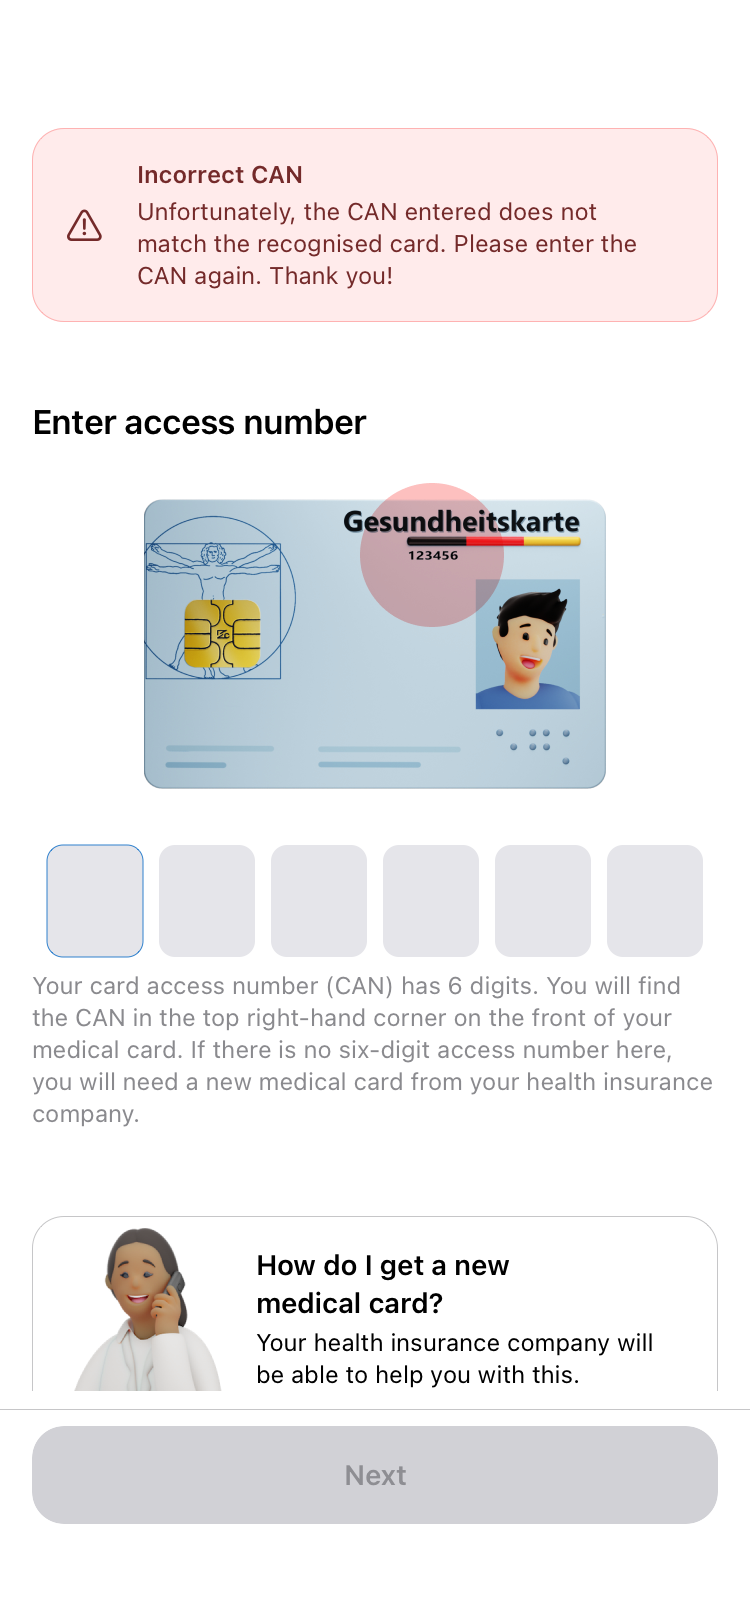 Incorrect CAN
Unfortunately, the CAN entered does not
match the recognised card. Please enter the
CAN again. Thank you!
Enter access number
Gesundheitskarte
123456
Your card access number (CAN) has 6 digits. You will find
the CAN in the top right-hand corner on the front of your
medical card. If there is no six-digit access number here,
you will need a new medical card from your health insurance
company.
How do I get a new
medical card?
Your health insurance company will
be able to help you with this.
Next